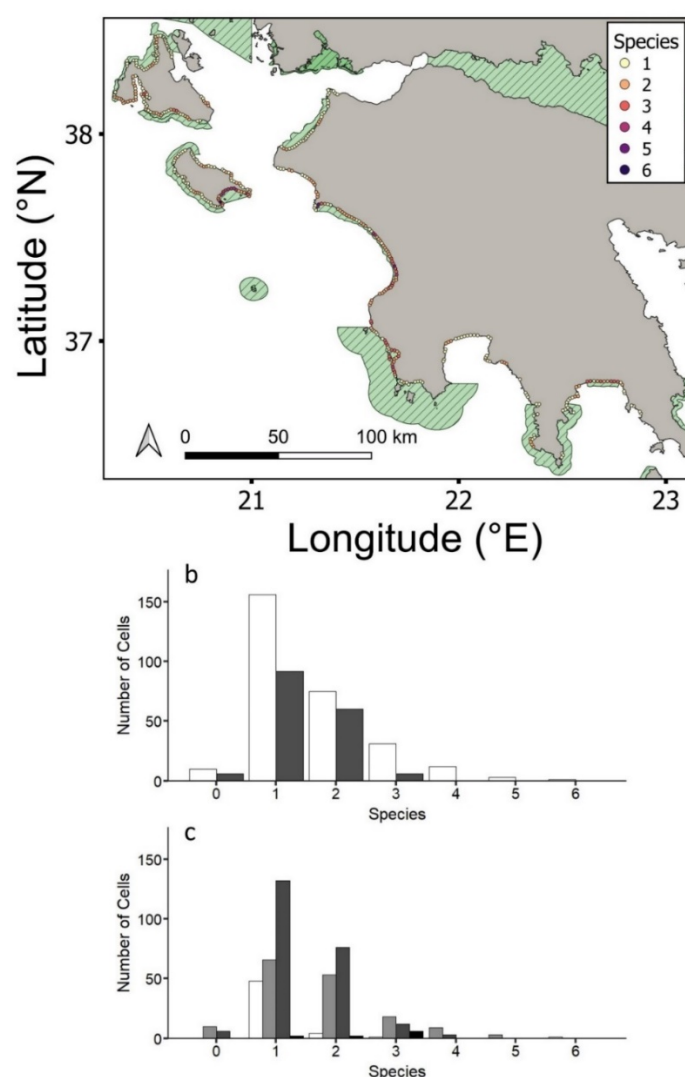 Species
1
2
3
4
5
6
38
37
Latitude (°N)
0 50 100 km
21 22 23
Longitude (°E)
b
150
100
50
0
Number of Cells
0 1 2 3 4 5 6
Species
c
150
100
50
0
Number of Cells
0 1 2 3 4 5 6
Species